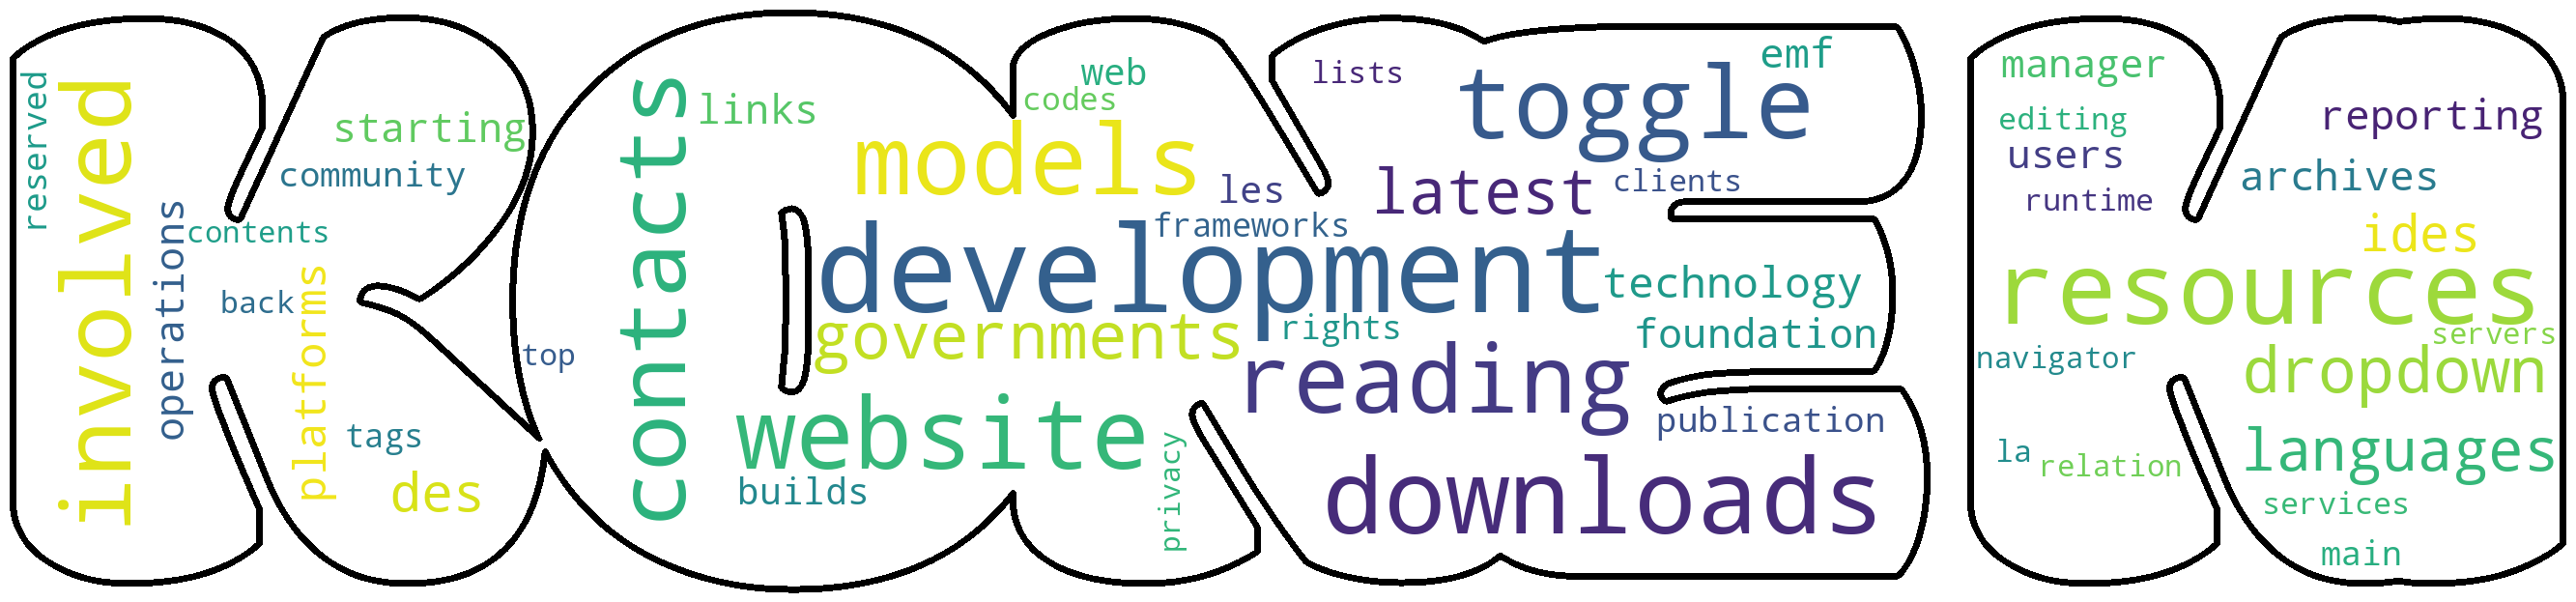 reserved
involved
operations
starting
community
contents
back
platforms
tags
des
top
contacts
links
web
codes
models
les
frameworks
development
governments
rights
website
builds
privacy
lists
toggle
emf
latest
clients
technology
foundation
reading
publication
downloads
manager
editing
users
runtime
reporting
archives
ides
resources
servers
navigator
dropdown
la
relation
languages
services
main